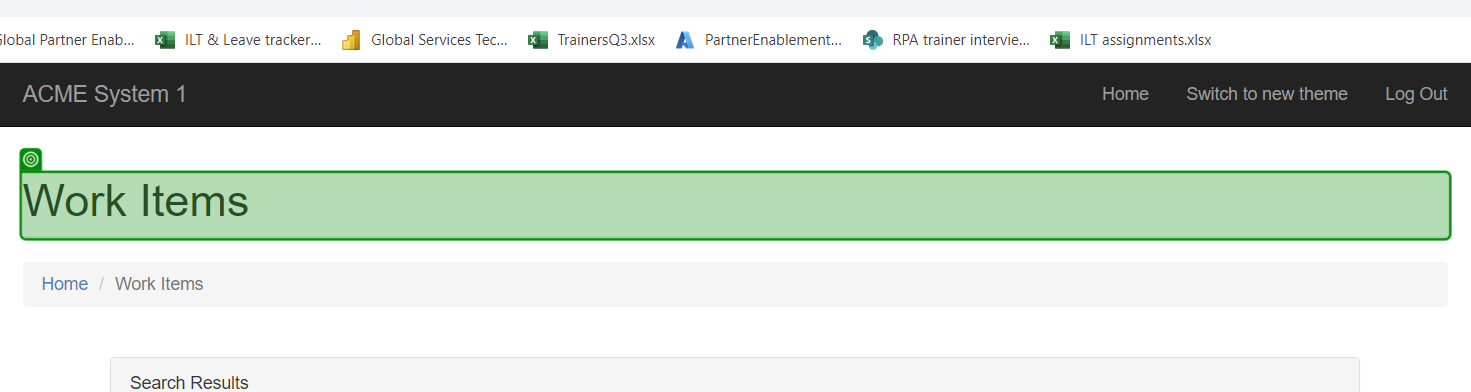 Global Partner Enab... ILT & Leave tracker... Global Services Tec... TrainersQ3.xlsx PartnerEnablement... RPA trainer intervie... ILT assignments.xlsx
ACME System 1 Home Switch to new theme Log Out
Work Items
Home / Work Items
Search Results